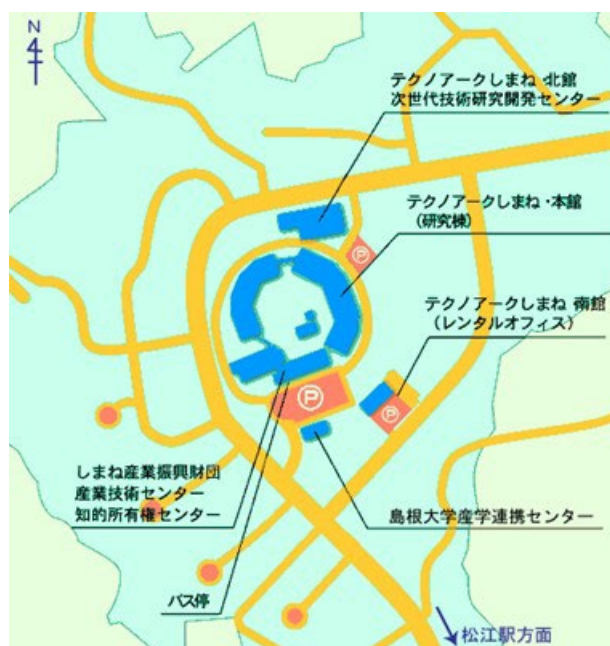 N
テクノアークしまね・北館
次世代技術研究開発センター
テクノアークしまね・本館
(研究棟)
P
テクノアークしまね 南館
(レンタルオフィス)
P
P
しまね産業振興財団
産業技術センター
知的所有権センター
島根大学産学連携センター
バス停
松江駅方面